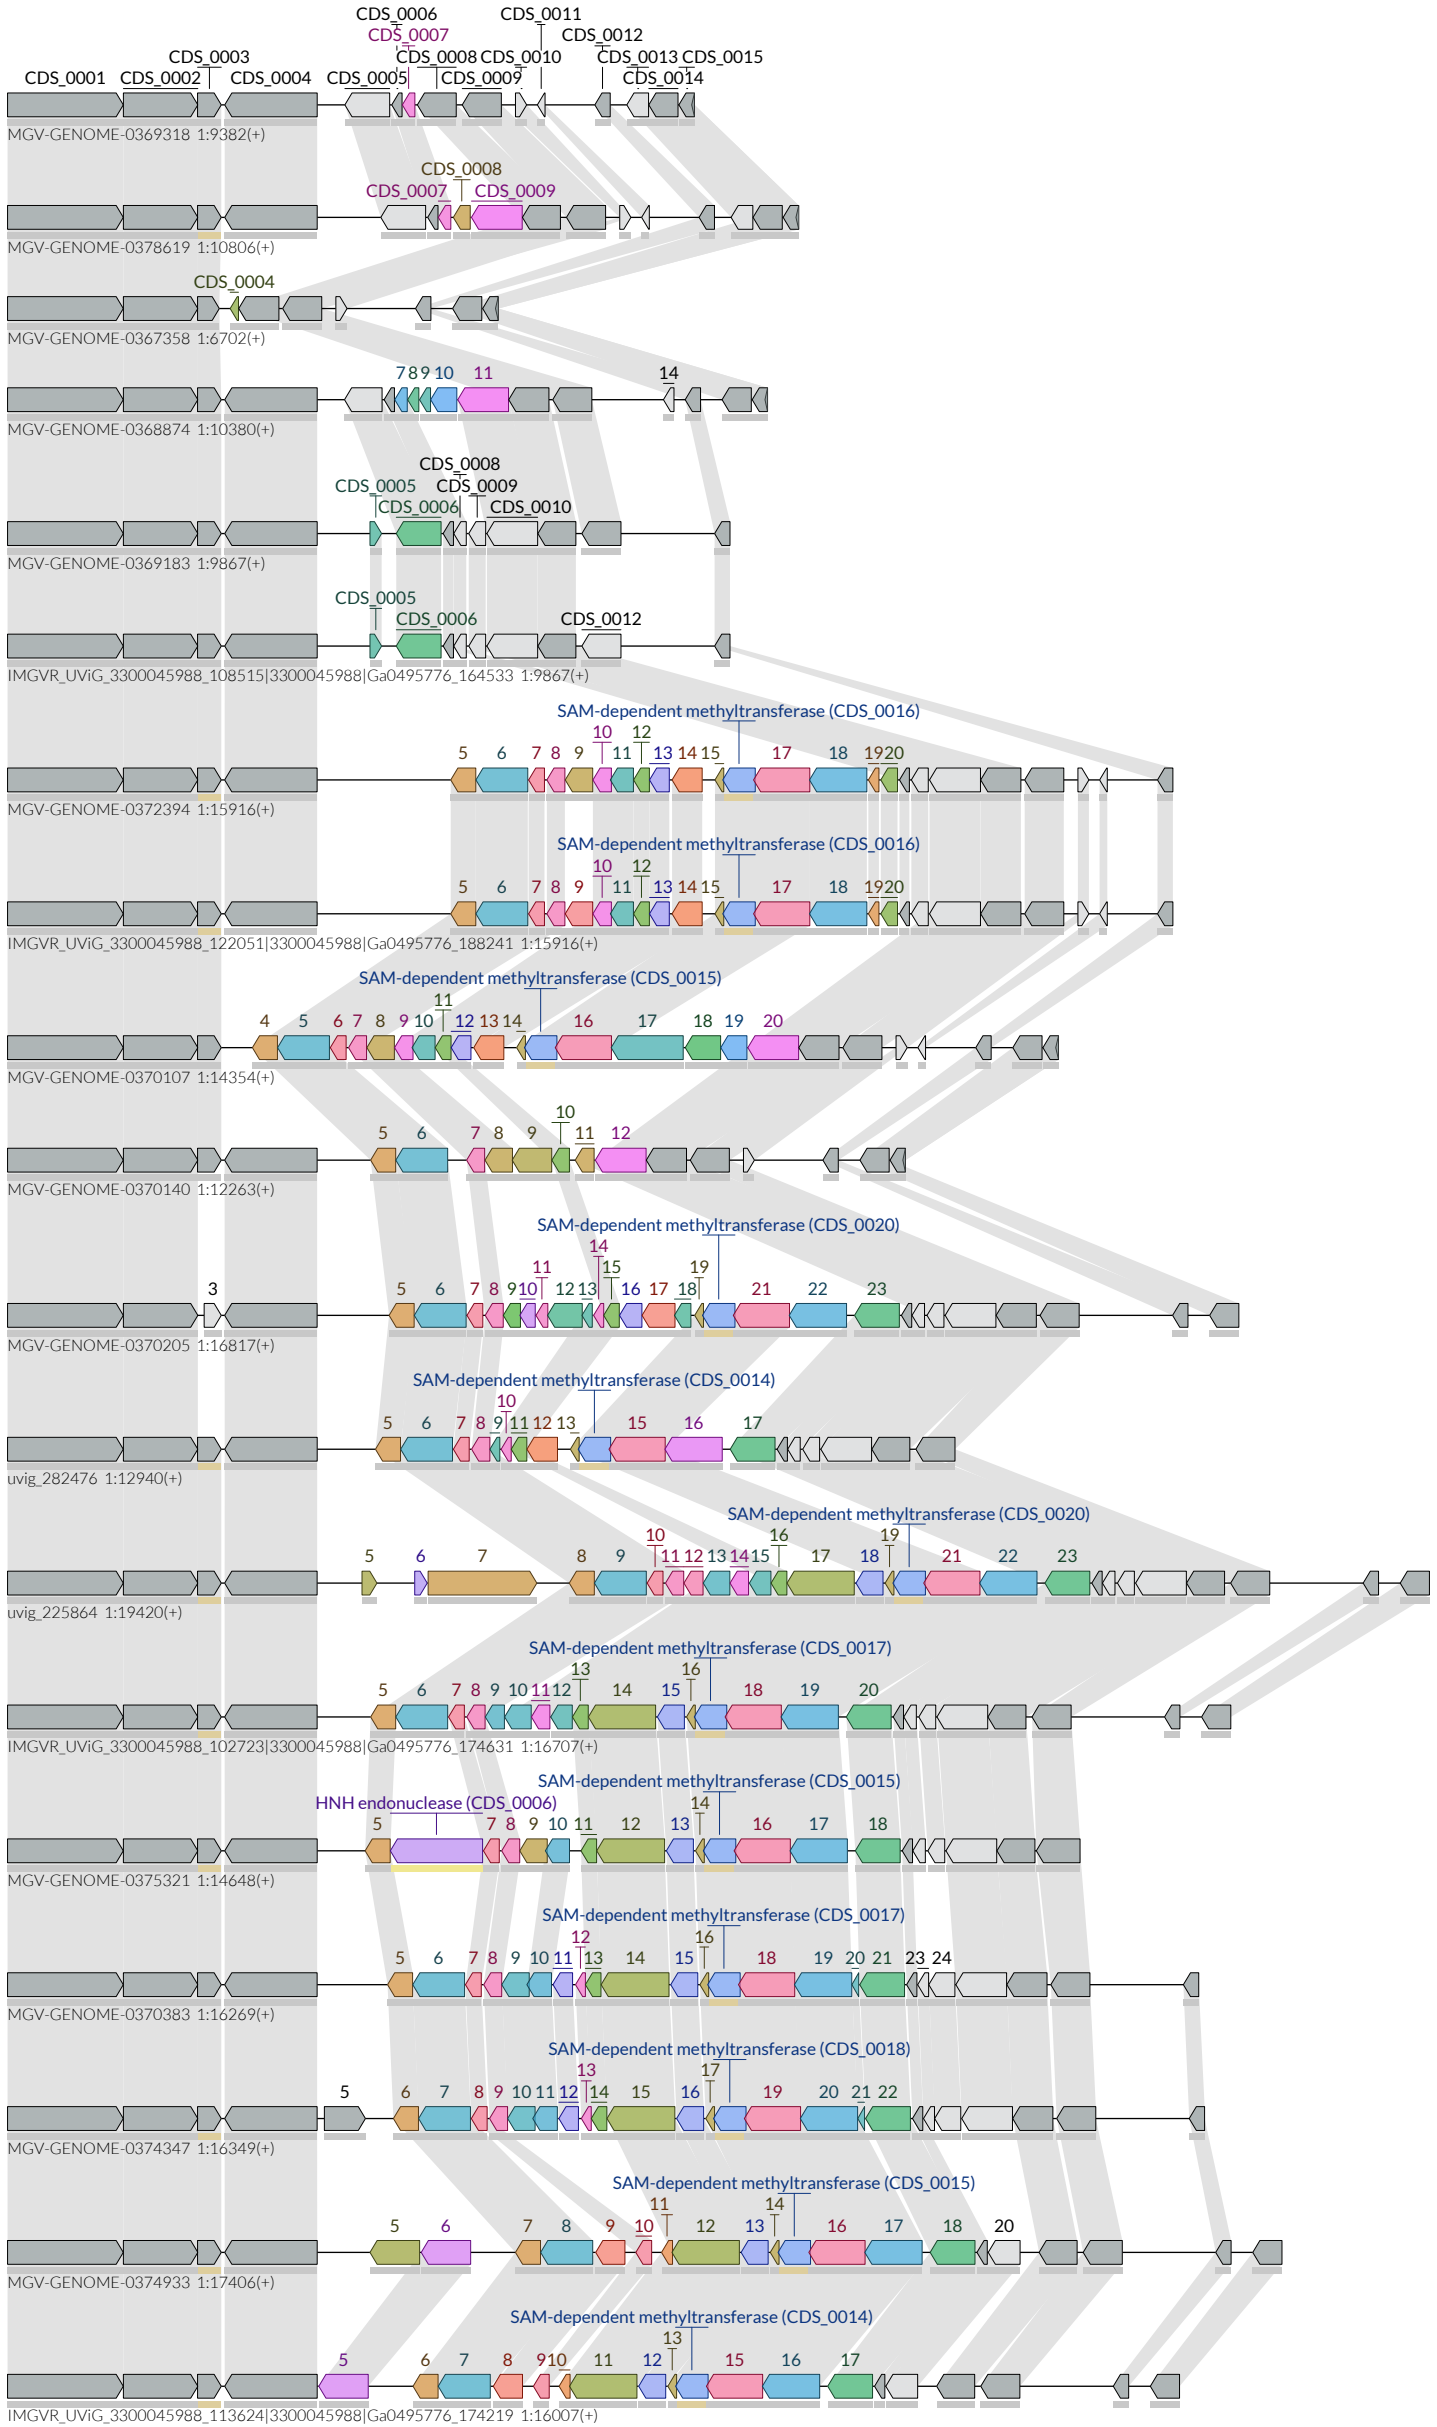 CDS_0006 CDS_0011
CDS_0007 CDS_0012
CDS_0003 CDS_0008 CDS_0010 CDS_0013 CDS_0015
CDS_0001 CDS_0002 CDS_0004 CDS_0005 CDS_0009 CDS_0014
MGV-GENOME-0369318 1:9382(+)
CDS_0008
CDS_0007 CDS_0009
MGV-GENOME-0378619 1:10806(+)
CDS_0004
MGV-GENOME-0367358 1:6702(+)
7 8 9 10 11 14
MGV-GENOME-0368874 1:10380(+)
CDS_0008
CDS_0005 CDS_0009
CDS_0006 CDS_0010
MGV-GENOME-0369183 1:9867(+)
CDS_0005
CDS_0006 CDS_0012
IMGVR_UViG_3300045988_108515|3300045988|Ga0495776_164533 1:9867(+)
SAM-dependent methyltransferase (CDS_0016)
10 12
5 6 7 8 9 11 13 14 15 17 18 19 20
MGV-GENOME-0372394 1:15916(+)
SAM-dependent methyltransferase (CDS_0016)
10 12
5 6 7 8 9 11 13 14 15 17 18 19 20
IMGVR_UViG_3300045988_122051|3300045988|Ga0495776_188241 1:15916(+)
SAM-dependent methyltransferase (CDS_0015)
11
4 5 6 7 8 9 10 12 13 14 16 17 18 19 20
MGV-GENOME-0370107 1:14354(+)
10
5 6 7 8 9 11 12
MGV-GENOME-0370140 1:12263(+)
SAM-dependent methyltransferase (CDS_0020)
14
11 15 19
3 5 6 7 8 9 10 12 13 16 17 18 21 22 23
MGV-GENOME-0370205 1:16817(+)
SAM-dependent methyltransferase (CDS_0014)
10
5 6 7 8 9 11 12 13 15 16 17
uvig_282476 1:12940(+)
SAM-dependent methyltransferase (CDS_0020)
10 16 19
5 6 7 8 9 11 12 13 14 15 17 18 21 22 23
uvig_225864 1:19420(+)
SAM-dependent methyltransferase (CDS_0017)
13 16
5 6 7 8 9 10 11 12 14 15 18 19 20
IMGVR_UViG_3300045988_102723|3300045988|Ga0495776_174631 1:16707(+)
SAM-dependent methyltransferase (CDS_0015)
HNH endonuclease (CDS_0006) 14
5 7 8 9 10 11 12 13 16 17 18
MGV-GENOME-0375321 1:14648(+)
SAM-dependent methyltransferase (CDS_0017)
12 16
5 6 7 8 9 10 11 13 14 15 18 19 20 21 23 24
MGV-GENOME-0370383 1:16269(+)
SAM-dependent methyltransferase (CDS_0018)
13 17
5 6 7 8 9 10 11 12 14 15 16 19 20 21 22
MGV-GENOME-0374347 1:16349(+)
SAM-dependent methyltransferase (CDS_0015)
11 14
5 6 7 8 9 10 12 13 16 17 18 20
MGV-GENOME-0374933 1:17406(+)
SAM-dependent methyltransferase (CDS_0014)
13
5 6 7 8 9 10 11 12 15 16 17
IMGVR_UViG_3300045988_113624|3300045988|Ga0495776_174219 1:16007(+)